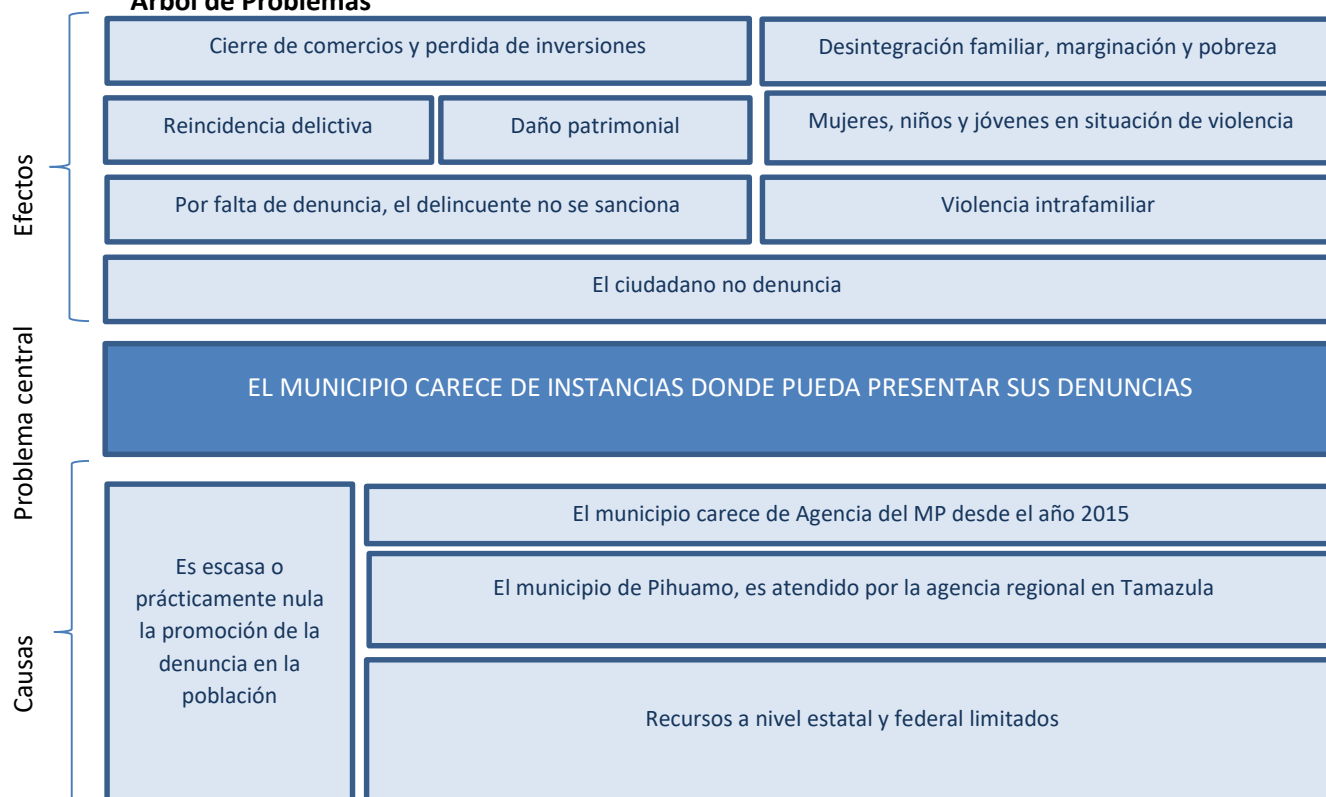 Árbol de Problemas
Efectos
Cierre de comercios y perdida de inversiones
Desintegración familiar, marginación y pobreza
Reincidencia delictiva
Daño patrimonial
Mujeres, niños y jóvenes en situación de violencia
Por falta de denuncia, el delincuente no se sanciona
Violencia intrafamiliar
El ciudadano no denuncia
Problema central
EL MUNICIPIO CARECE DE INSTANCIAS DONDE PUEDA PRESENTAR SUS DENUNCIAS
Causas
Es escasa o
prácticamente nula
la promoción de la
denuncia en la
población
El municipio carece de Agencia del MP desde el año 2015
El municipio de Pihuamo, es atendido por la agencia regional en Tamazula
Recursos a nivel estatal y federal limitados